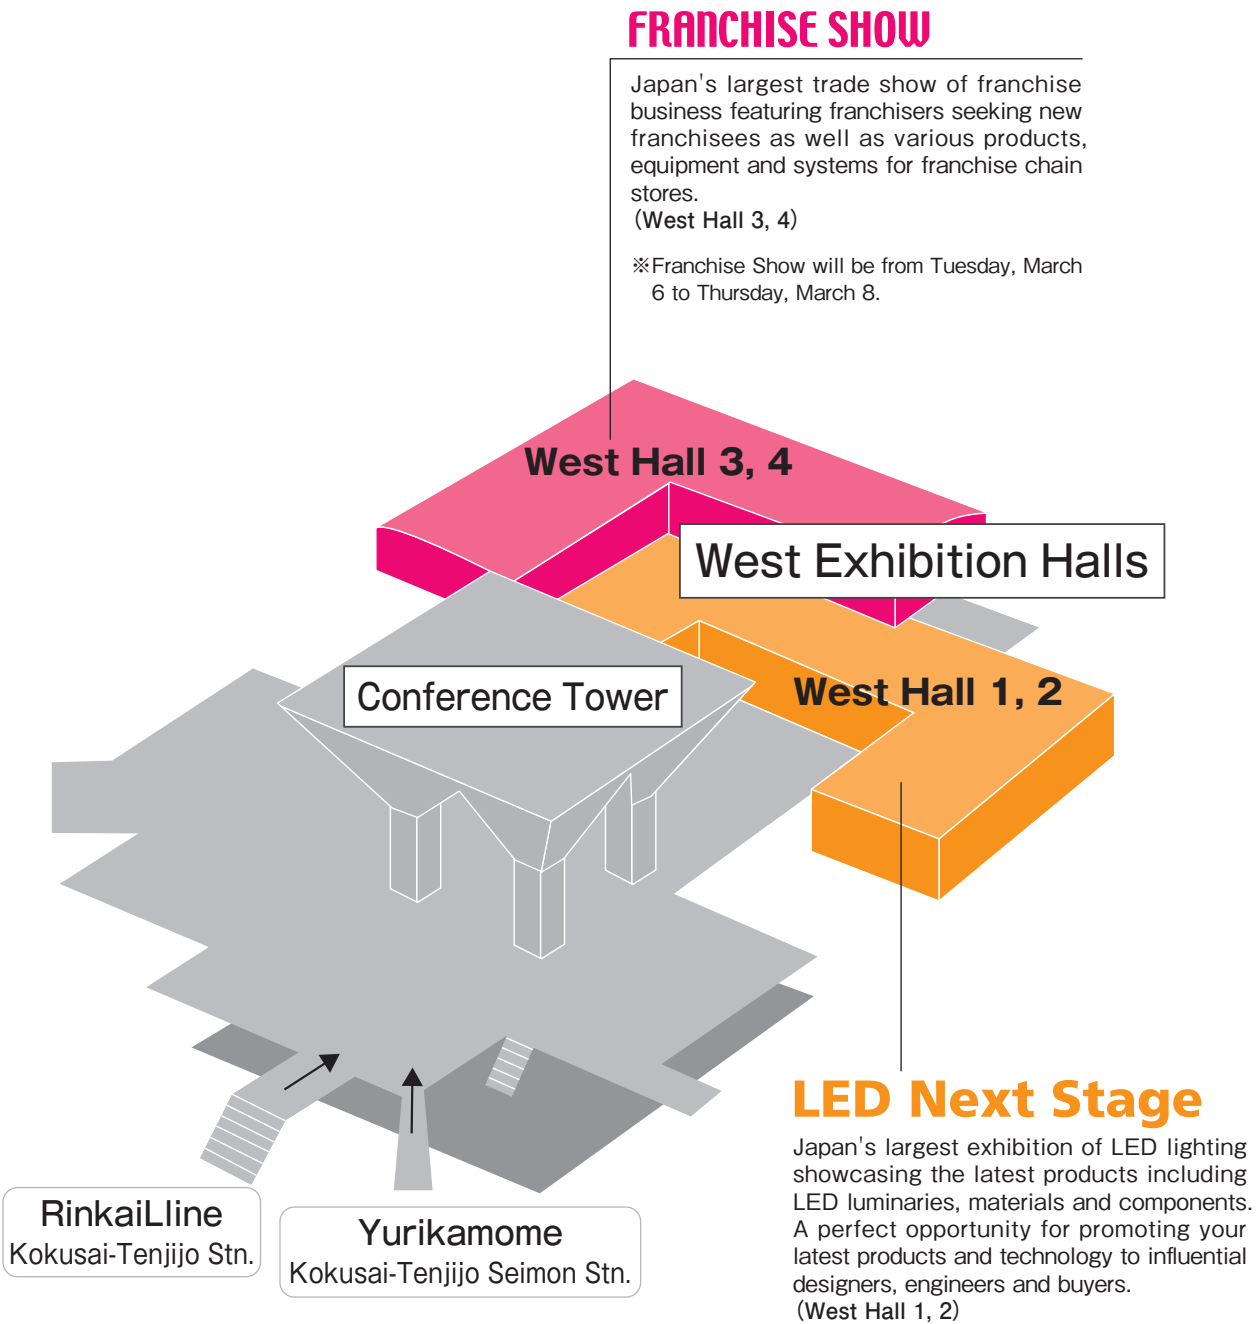 FRANCHISE SHOW
Japan's largest trade show of franchise
business featuring franchisers seeking new
franchisees as well as various products,
equipment and systems for franchise chain
stores.
(West Hall 3, 4)
※Franchise Show will be from Tuesday, March
6 to Thursday, March 8.
West Hall 3, 4
West Exhibition Halls
Conference Tower
West Hall 1, 2
LED Next Stage
Japan's largest exhibition of LED lighting
showcasing the latest products including
LED luminaries, materials and components.
A perfect opportunity for promoting your
latest products and technology to influential
designers, engineers and buyers.
(West Hall 1, 2)
RinkaiLline
Kokusai-Tenjijo Stn.
Yurikamome
Kokusai-Tenjijo Seimon Stn.